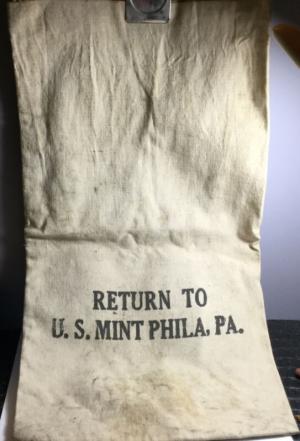 RETURN TO
U. S. MINT PHILA, PA.